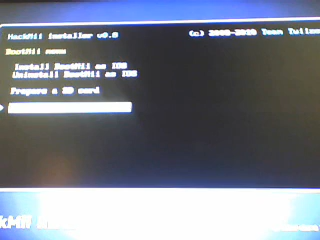 HackMii installer v0.8
(c) 2008-2010 Team Twiizers
BootMii menu
Install BootMii as IOS
Uninstall BootMii as IOS
Prepare a SD card